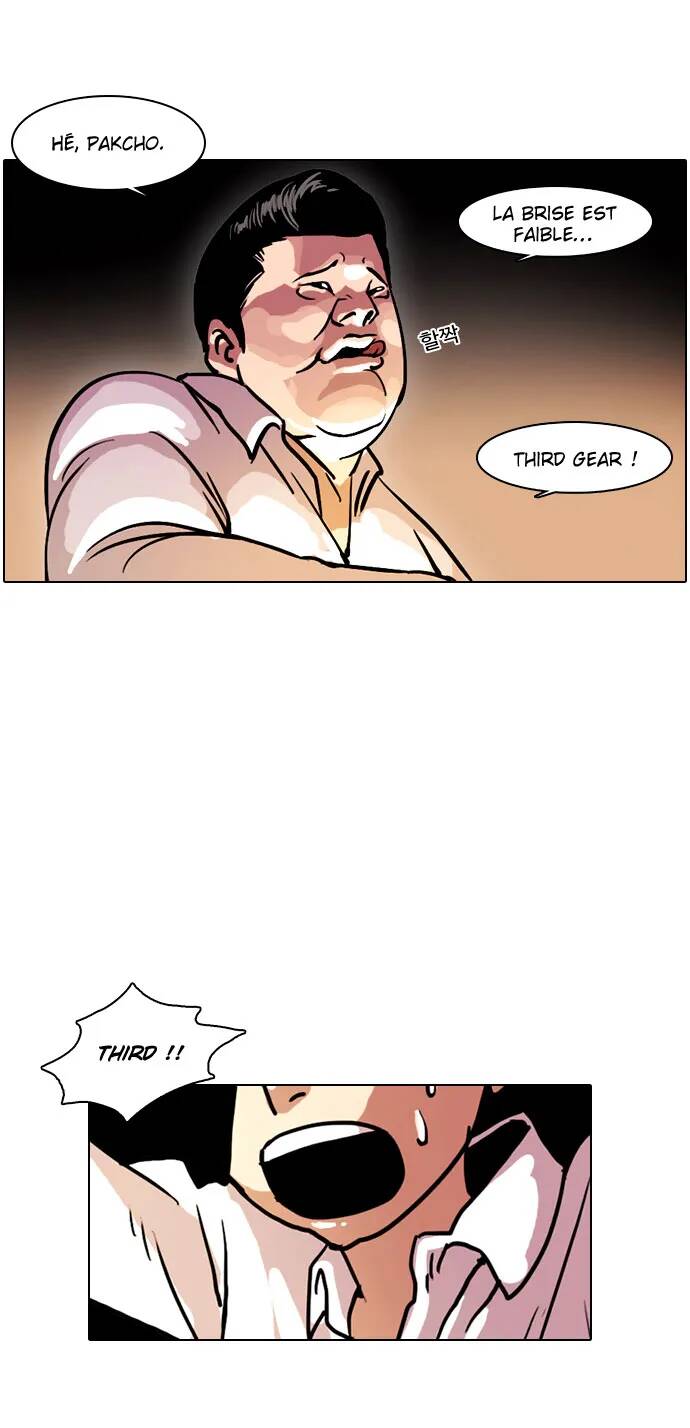 HÉ, PAKCHO.
LA BRISE EST
FAIBLE...
할짝
THIRD GEAR !
THIRD !!